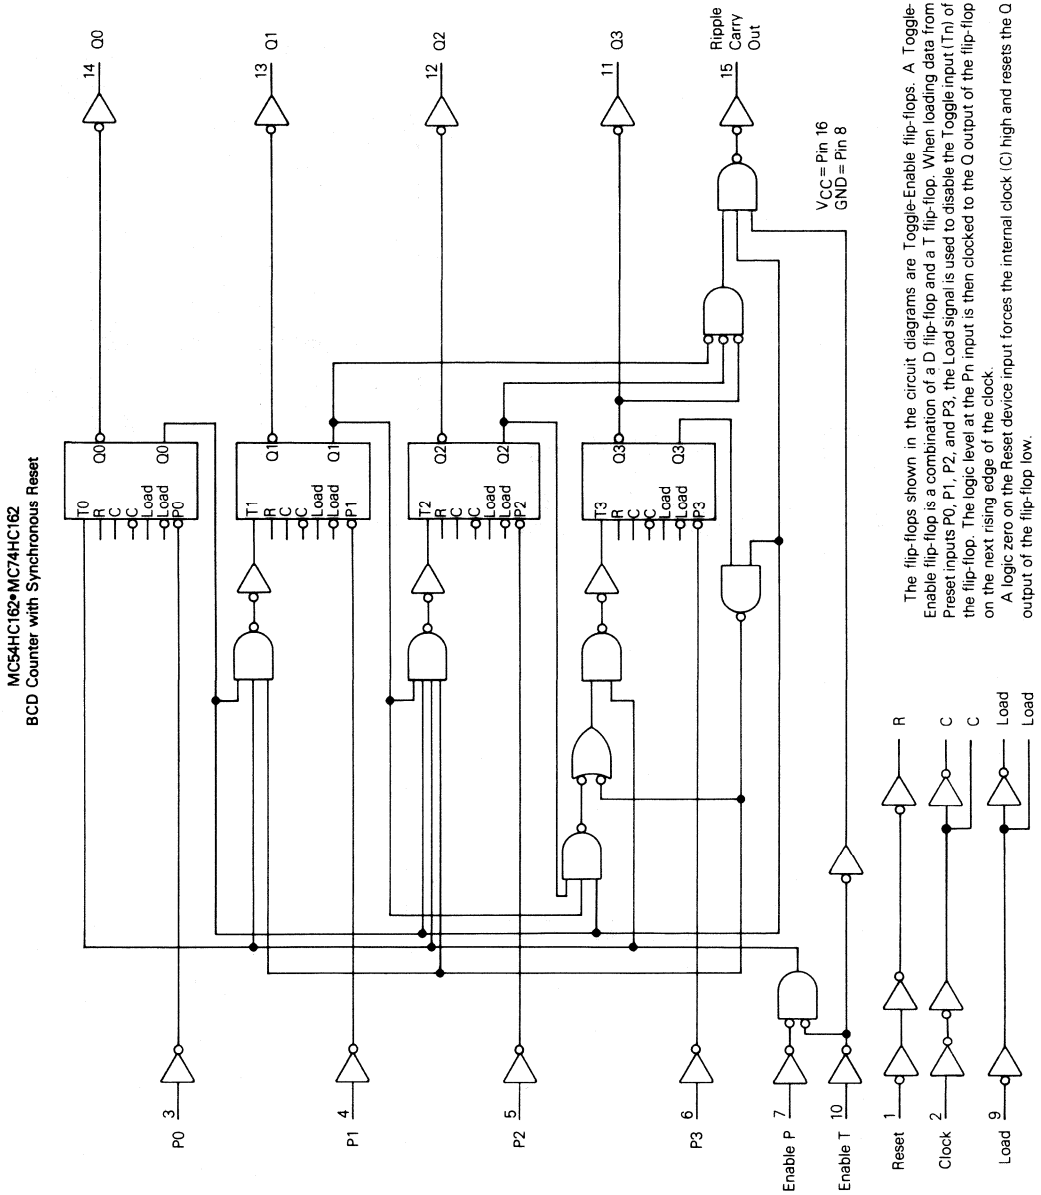 MC54HC162•MC74HC162
BCD Counter with Synchronous Reset
P0 3
P1 4
P2 5
P3 6
Enable P 7
Enable T 10
Reset 1
Clock 2
Load 9
T0
R
C
C
Load
Load
P0
Q0
Q0
T1
R
C
C
Load
Load
P1
Q1
Q1
T2
R
C
C
Load
Load
P2
Q2
Q2
T3
R
C
C
Load
Load
P3
Q3
Q3
14 Q0
13 Q1
12 Q2
11 Q3
15 Ripple
Carry
Out
VCC = Pin 16
GND = Pin 8
R
C
C
Load
Load
The flip-flops shown in the circuit diagrams are Toggle-Enable flip-flops. A Toggle-
Enable flip-flop is a combination of a D flip-flop and a T flip-flop. When loading data from
Preset inputs P0, P1, P2, and P3, the Load signal is used to disable the Toggle input (Tn) of
the flip-flop. The logic level at the Pn input is then clocked to the Q output of the flip-flop
on the next rising edge of the clock.
A logic zero on the Reset device input forces the internal clock (C) high and resets the Q
output of the flip-flop low.